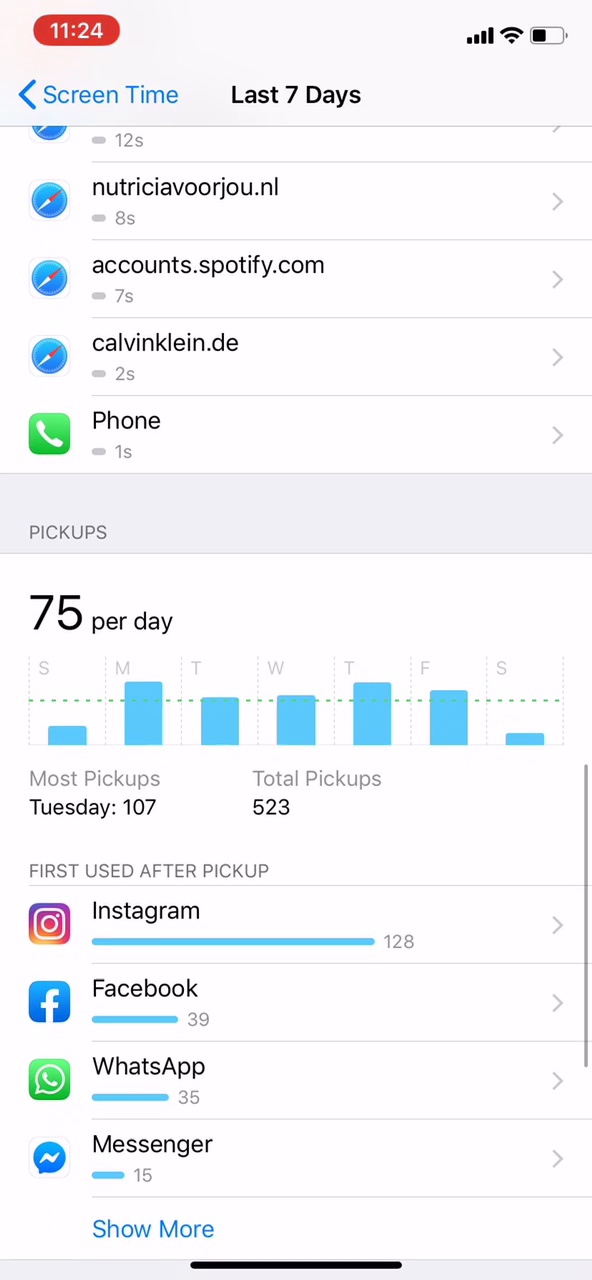 11:24
Screen Time
Last 7 Days
12s
nutriciavoorjou.nl
8s
accounts.spotify.com
7s
calvinklein.de
2s
Phone
1s
PICKUPS
75 per day
S M T W T F S
Most Pickups Total Pickups
Tuesday: 107 523
FIRST USED AFTER PICKUP
Instagram
128
Facebook
39
WhatsApp
35
Messenger
15
Show More